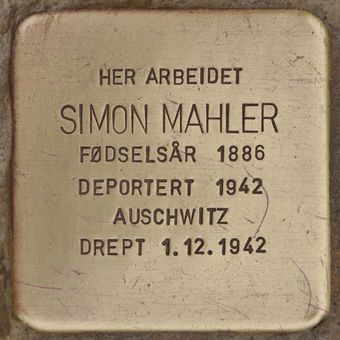 HER ARBEIDET
SIMON MAHLER
FØDSELSÅR 1886
DEPORTERT 1942
AUSCHWITZ
DREPT 1.12.1942